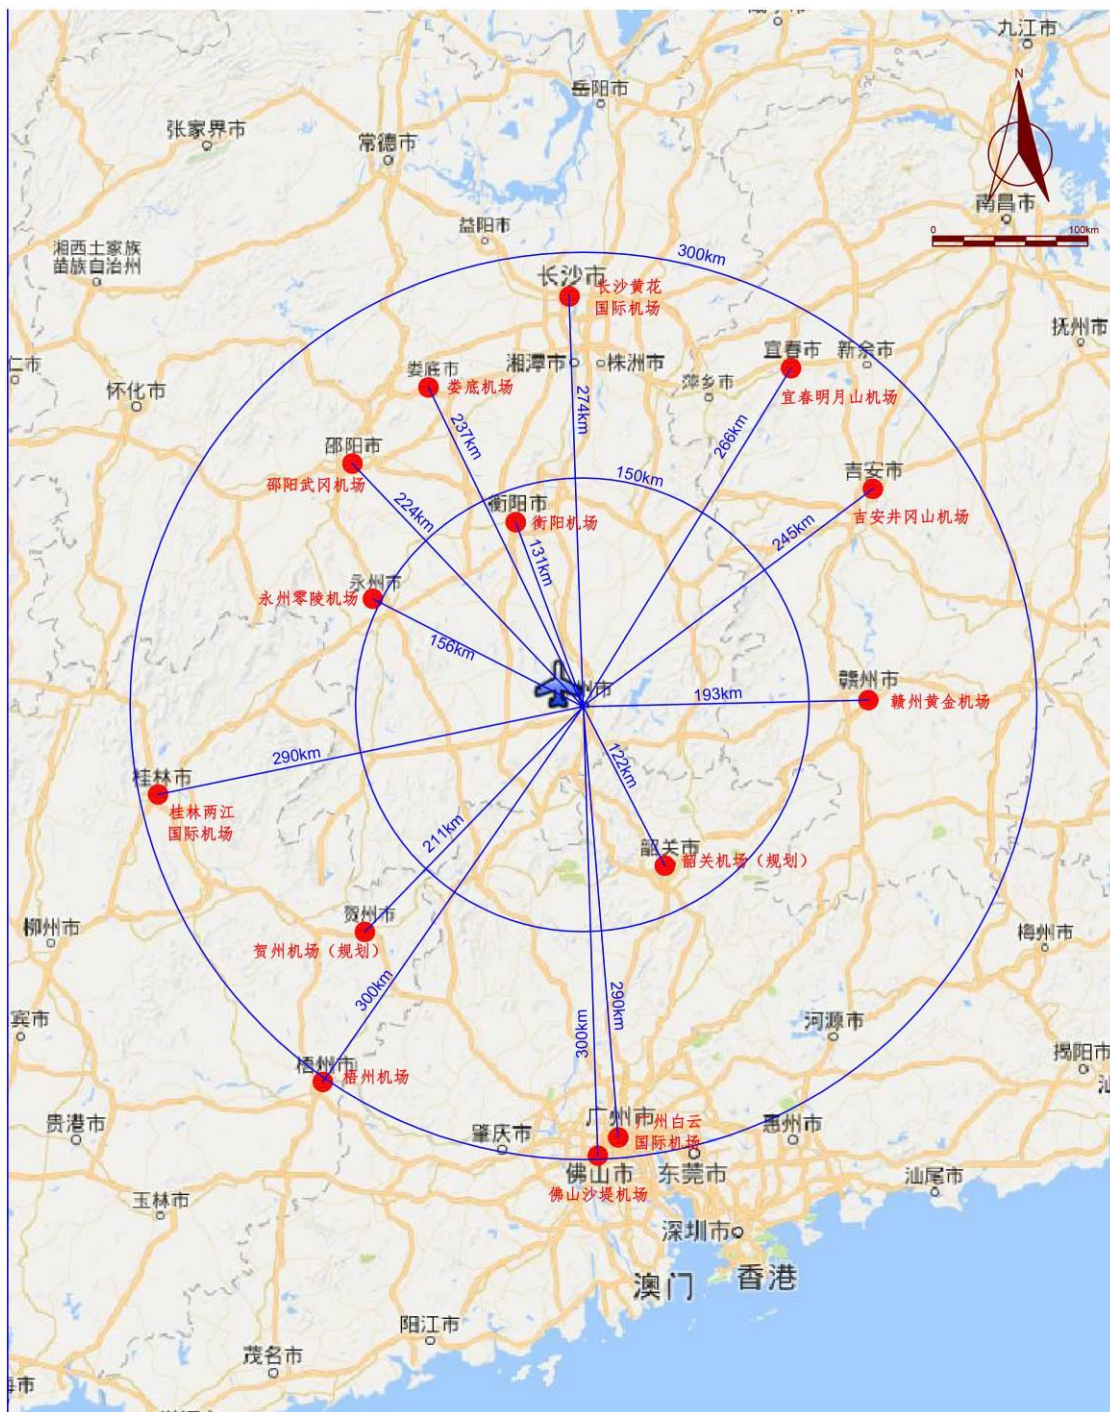 九江市
岳阳市
N
张家界市
常德市
南昌市
益阳市
0
100km
湘西土家族
苗族自治州
300km
长沙市
长沙黄花
国际机场
抚州市
仁市
湘潭市
株洲市
宜春市
新余市
娄底市
娄底机场
萍乡市
怀化市
宜春明月山机场
274km
237km
266km
邵阳市
邵阳武冈机场
150km
吉安市
224km
衡阳市
衡阳机场
吉安井冈山机场
131km
245km
永州市
永州零陵机场
156km
州市
193km
赣州市
赣州黄金机场
290km
122km
桂林市
桂林两江
国际机场
211km
韶关市
韶关机场（规划）
贺州市
柳州市
贺州机场（规划）
梅州市
300km
290km
300km
宾市
河源市
揭阳市
汕
梧州市
梧州机场
贵港市
肇庆市
广州市
广州白云
国际机场
惠州市
佛山市
东莞市
佛山沙堤机场
汕尾市
玉林市
深圳市
澳门
香港
阳江市
茂名市
海市